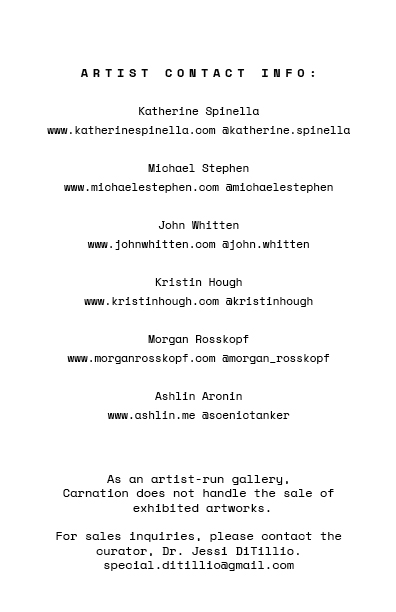 ARTIST CONTACT INFO:
Katherine Spinella
www.katherinespinella.com @katherine.spinella
Michael Stephen
www.michaelestephen.com @michaelestephen
John Whitten
www.johnwhitten.com @john.whitten
Kristin Hough
www.kristinhough.com @kristinhough
Morgan Rosskopf
www.morganrosskopf.com @morgan_rosskopf
Ashlin Aronin
www.ashlin.me @scenictanker
As an artist-run gallery,
Carnation does not handle the sale of
exhibited artworks.
For sales inquiries, please contact the
curator, Dr. Jessi DiTillio.
special.ditillio@gmail.com